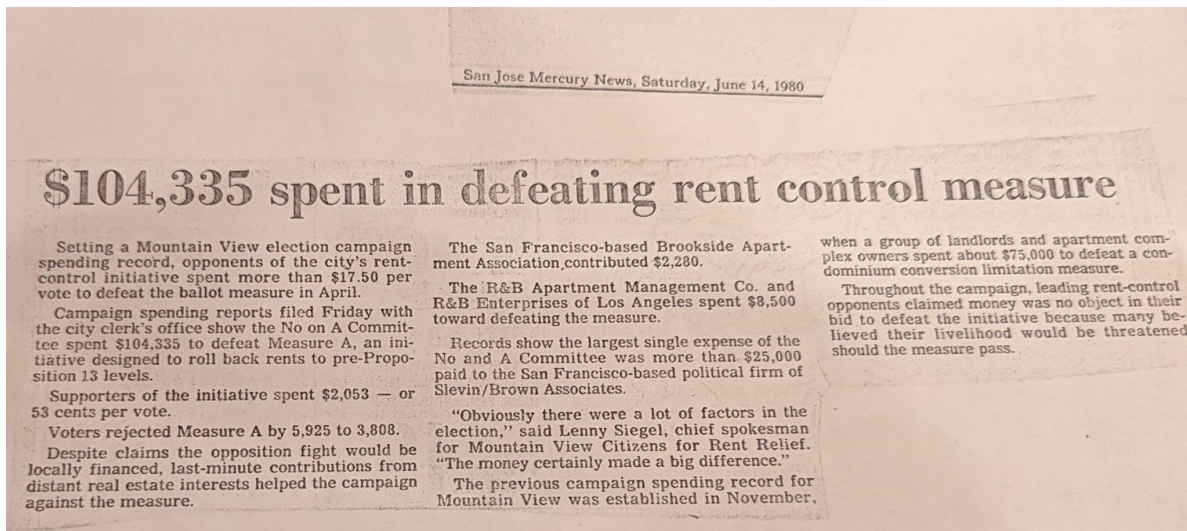 San Jose Mercury News, Saturday, June 14, 1980
$104,335 spent in defeating rent control measure
Setting a Mountain View election campaign
spending record, opponents of the city's rent-
control initiative spent more than $17.50 per
vote to defeat the ballot measure in April.
Campaign spending reports filed Friday with
the city clerk's office show the No on A Commit-
tee spent $104,335 to defeat Measure A, an ini-
tiative designed to roll back rents to pre-Propo-
sition 13 levels.
Supporters of the initiative spent $2,053 — or
53 cents per vote.
Voters rejected Measure A by 5,925 to 3,808.
Despite claims the opposition fight would be
locally financed, last-minute contributions from
distant real estate interests helped the campaign
against the measure.
The San Francisco-based Brookside Apart-
ment Association contributed $2,280.
The R&B Apartment Management Co. and
R&B Enterprises of Los Angeles spent $8,500
toward defeating the measure.
Records show the largest single expense of the
No and A Committee was more than $25,000
paid to the San Francisco-based political firm of
Slevin/Brown Associates.
"Obviously there were a lot of factors in the
election," said Lenny Siegel, chief spokesman
for Mountain View Citizens for Rent Relief.
"The money certainly made a big difference."
The previous campaign spending record for
Mountain View was established in November,
when a group of landlords and apartment com-
plex owners spent about $75,000 to defeat a con-
dominium conversion limitation measure.
Throughout the campaign, leading rent-control
opponents claimed money was no object in their
bid to defeat the initiative because many be-
lieved their livelihood would be threatened
should the measure pass.